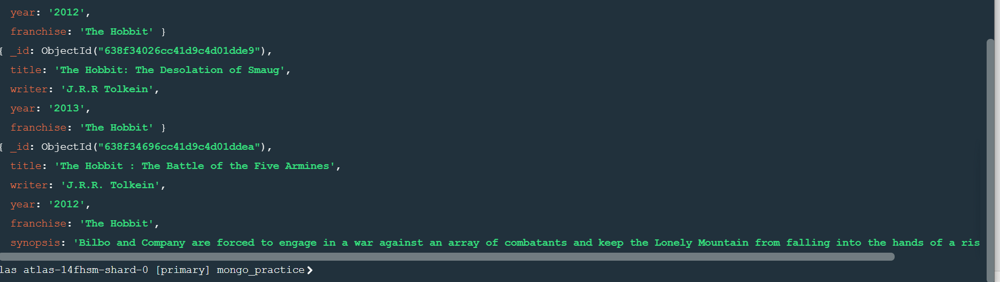 year: '2012',
franchise: 'The Hobbit' }
{ _id: ObjectId("638f34026cc41d9c4d01dde9"),
title: 'The Hobbit: The Desolation of Smaug',
writer: 'J.R.R Tolkein',
year: '2013',
franchise: 'The Hobbit' }
{ _id: ObjectId("638f34696cc41d9c4d01ddea"),
title: 'The Hobbit : The Battle of the Five Armines',
writer: 'J.R.R. Tolkein',
year: '2012',
franchise: 'The Hobbit',
synopsis: 'Bilbo and Company are forced to engage in a war against an array of combatants and keep the Lonely Mountain from falling into the hands of a ris
las atlas-14fhsm-shard-0 [primary] mongo_practice>